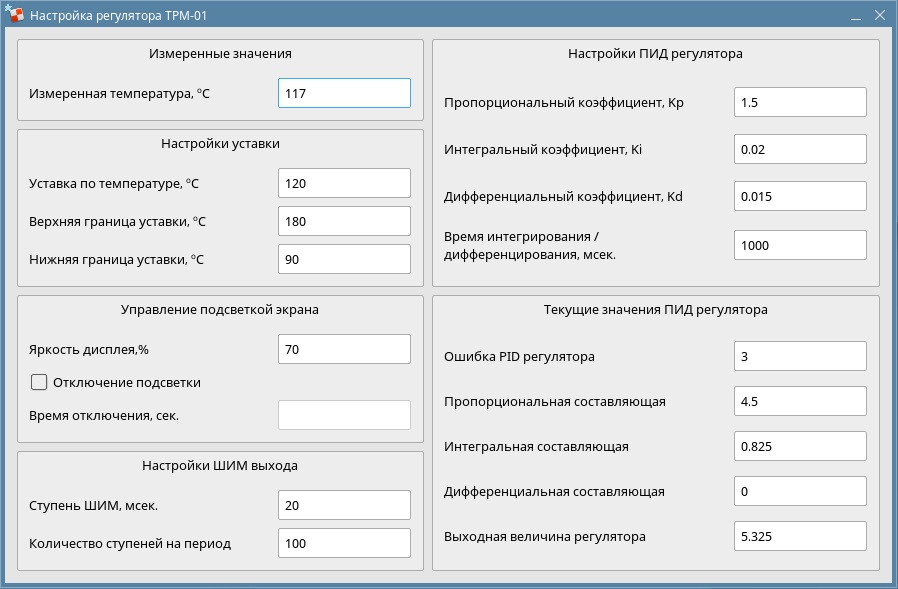 Настройка регулятора ТРМ-01
Измеренные значения
Измеренная температура, °C 117
Настройки уставки
Уставка по температуре, °C 120
Верхняя граница уставки, °C 180
Нижняя граница уставки, °C 90
Управление подсветкой экрана
Яркость дисплея,% 70
Отключение подсветки
Время отключения, сек.
Настройки ШИМ выхода
Ступень ШИМ, мсек. 20
Количество ступеней на период 100
Настройки ПИД регулятора
Пропорциональный коэффициент, Kp 1.5
Интегральный коэффициент, Ki 0.02
Дифференциальный коэффициент, Kd 0.015
Время интегрирования /
дифференцирования, мсек. 1000
Текущие значения ПИД регулятора
Ошибка PID регулятора 3
Пропорциональная составляющая 4.5
Интегральная составляющая 0.825
Дифференциальная составляющая 0
Выходная величина регулятора 5.325